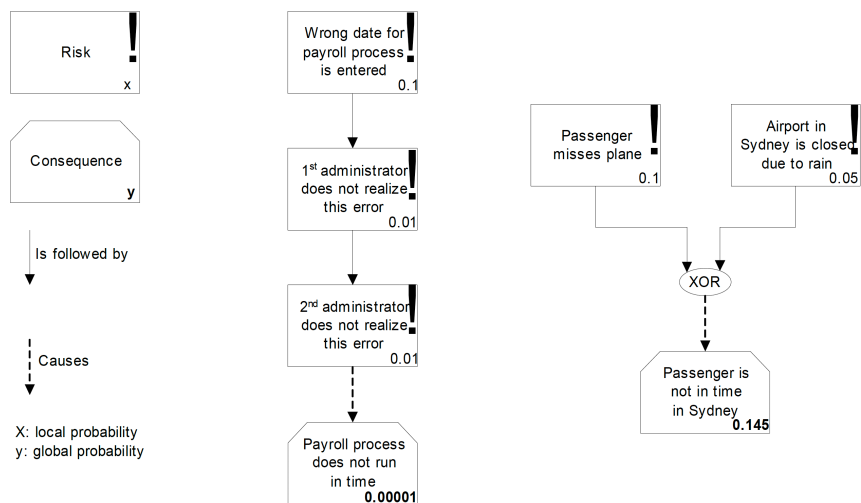 Risk
!
x
Consequence
y
Is followed by
Causes
X: local probability
y: global probability
Wrong date for
payroll process
is entered
!
0.1
1st administrator
does not realize
this error
!
0.01
2nd administrator
does not realize
this error
!
0.01
Payroll process
does not run
in time
0.00001
Passenger
misses plane
!
0.1
Airport in
Sydney is closed
due to rain
!
0.05
XOR
Passenger is
not in time
in Sydney
0.145